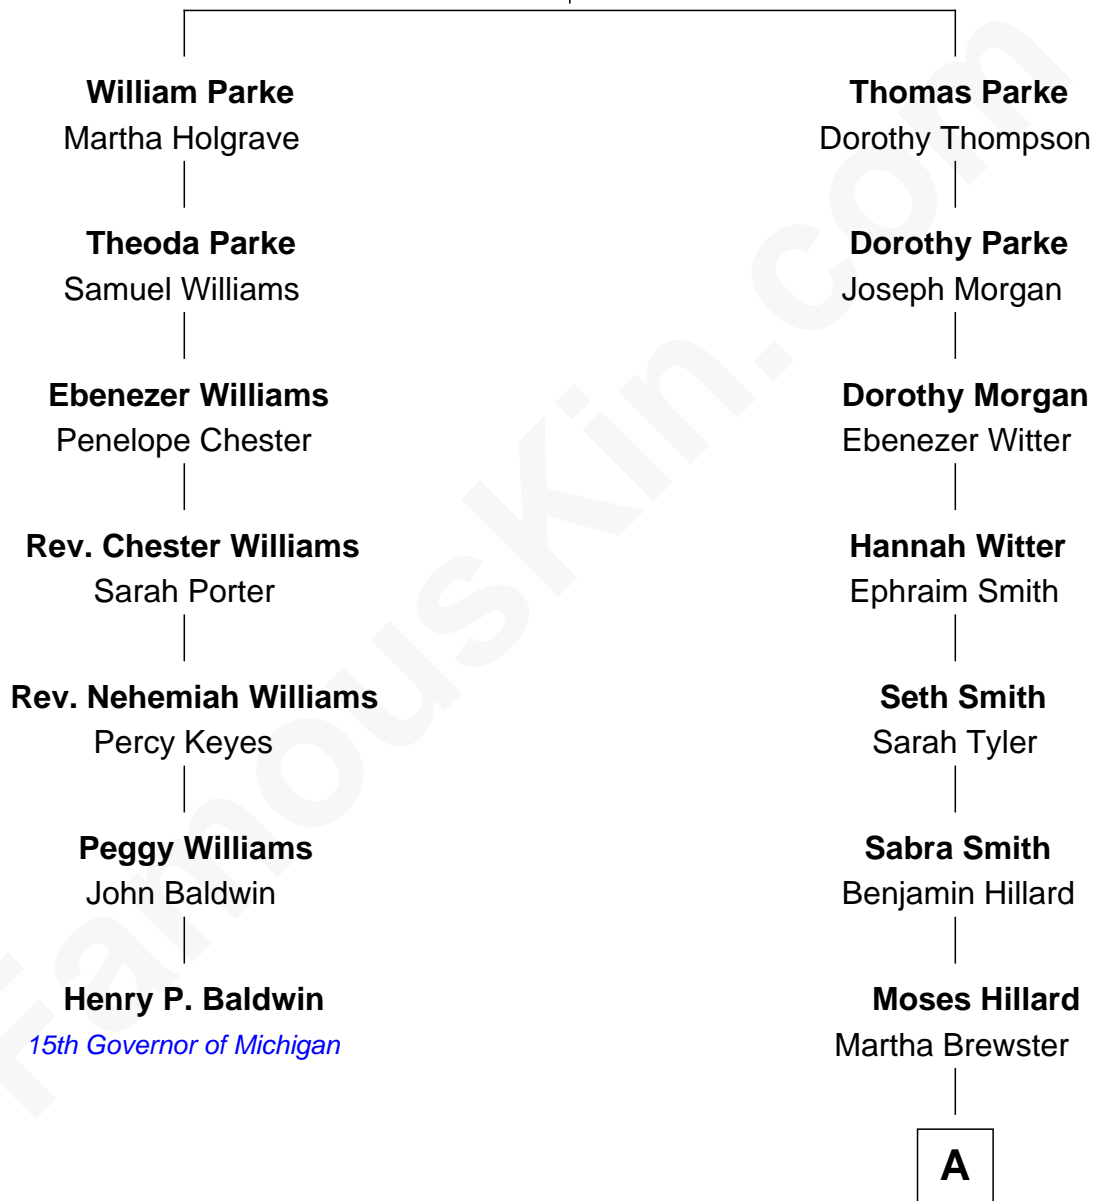 William Parke
Martha Holgrave
Theoda Parke
Samuel Williams
Ebenezer Williams
Penelope Chester
Rev. Chester Williams
Sarah Porter
Rev. Nehemiah Williams
Percy Keyes
Peggy Williams
John Baldwin
Henry P. Baldwin
15th Governor of Michigan
Thomas Parke
Dorothy Thompson
Dorothy Parke
Joseph Morgan
Dorothy Morgan
Ebenezer Witter
Hannah Witter
Ephraim Smith
Seth Smith
Sarah Tyler
Sabra Smith
Benjamin Hillard
Moses Hillard
Martha Brewster
A
FamousKin.com